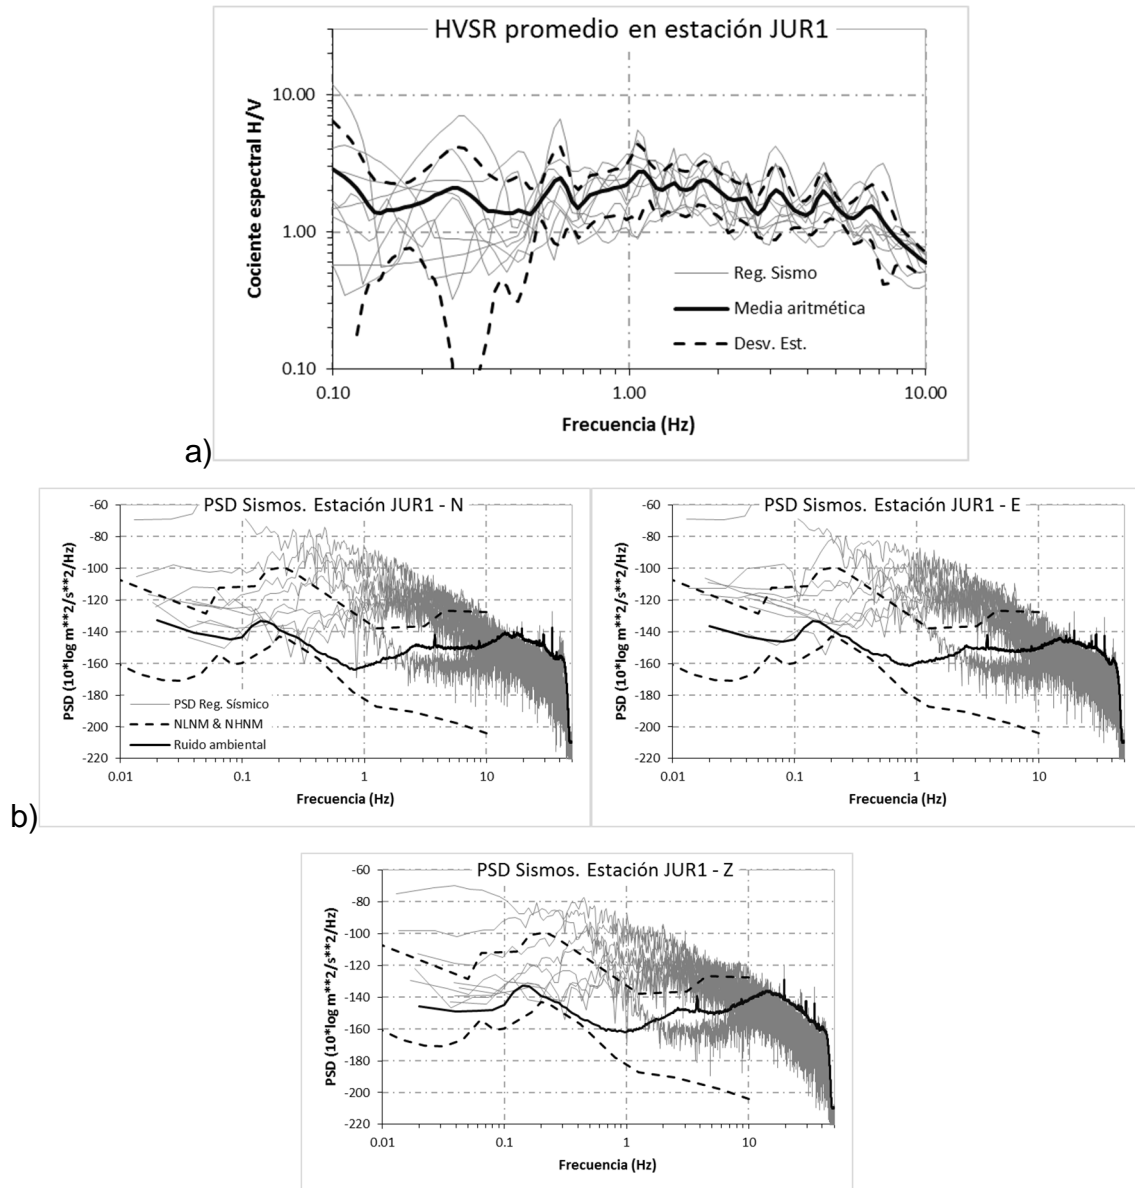 HVSR promedio en estación JUR1
Cociente espectral H/V
10.00
1.00
0.10
0.10
1.00
10.00
Frecuencia (Hz)
Reg. Sismo
Media aritmética
Desv. Est.
a)
PSD Sismos. Estación JUR1 - N
PSD (10*log m**2/s**2/Hz)
-60
-80
-100
-120
-140
-160
-180
-200
-220
PSD Reg. Sísmico
NLNM & NHNM
Ruido ambiental
0.01
0.1
1
10
Frecuencia (Hz)
PSD Sismos. Estación JUR1 - E
PSD (10*log m**2/s**2/Hz)
-60
-80
-100
-120
-140
-160
-180
-200
-220
0.01
0.1
1
10
Frecuencia (Hz)
b)
PSD Sismos. Estación JUR1 - Z
PSD (10*log m**2/s**2/Hz)
-60
-80
-100
-120
-140
-160
-180
-200
-220
0.01
0.1
1
10
Frecuencia (Hz)